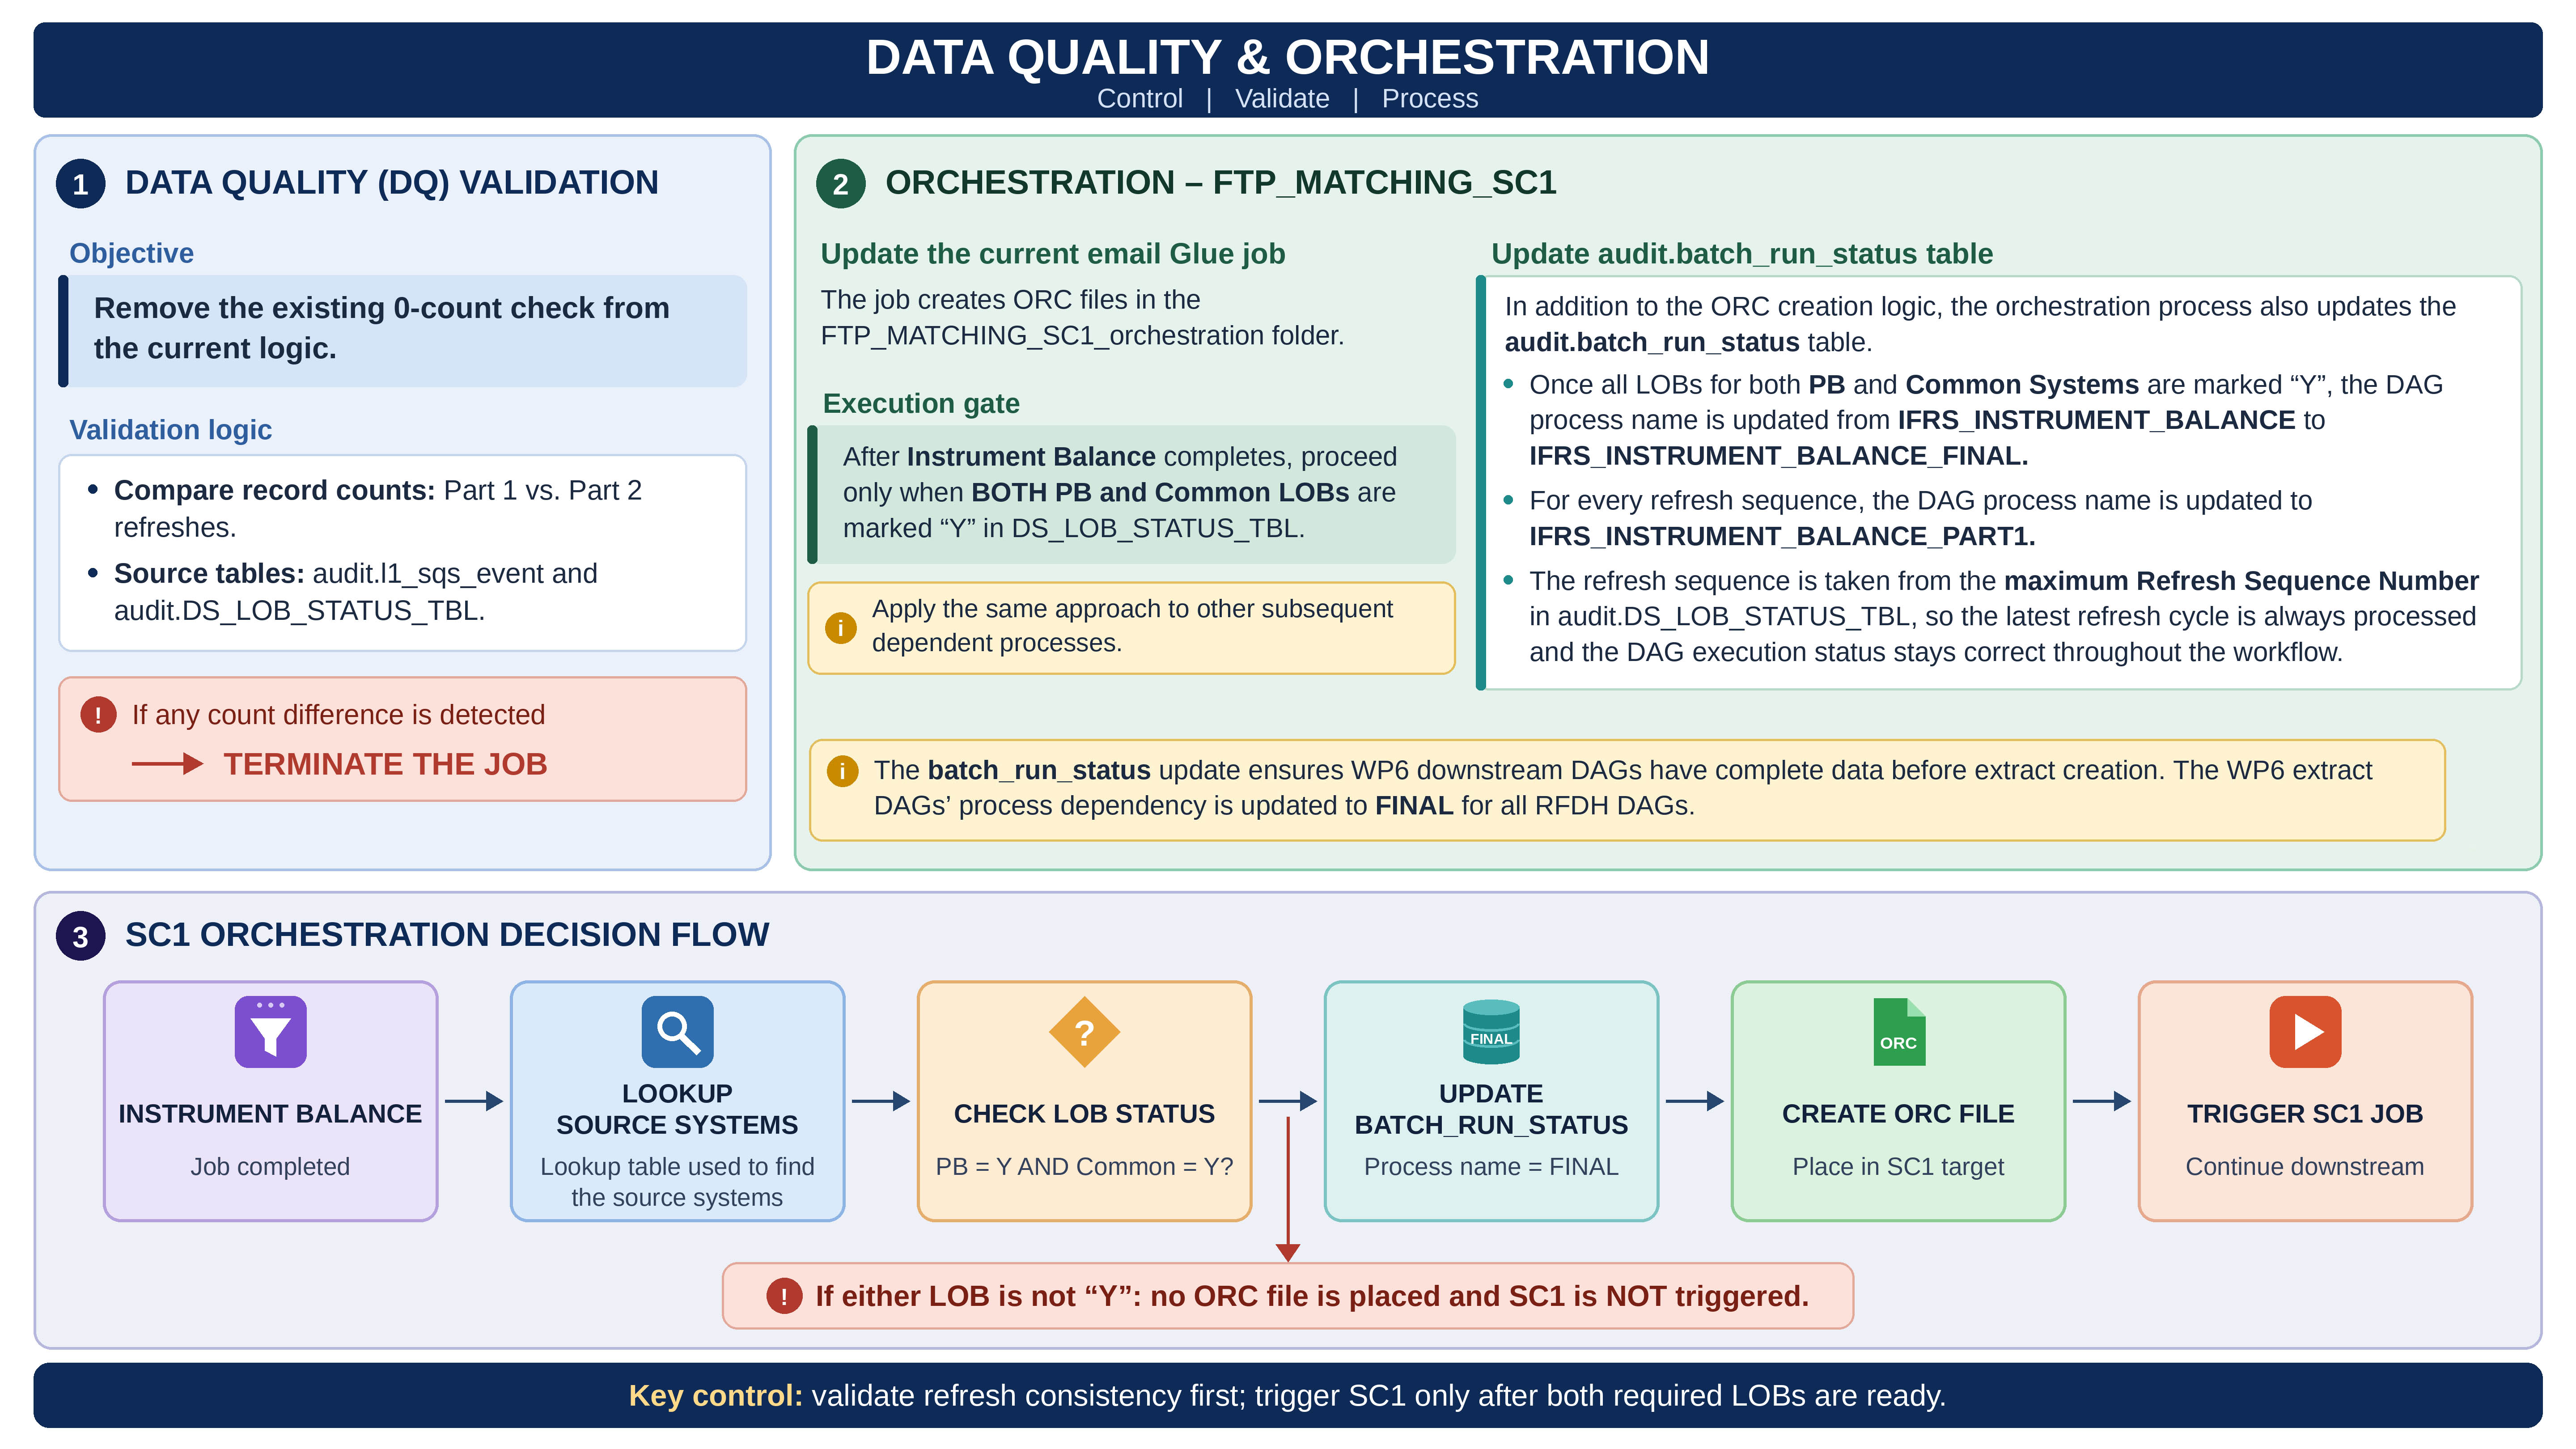 DATA QUALITY & ORCHESTRATION
Control | Validate | Process
1 DATA QUALITY (DQ) VALIDATION
Objective
Remove the existing 0-count check from
the current logic.
Validation logic
• Compare record counts: Part 1 vs. Part 2
refreshes.
• Source tables: audit.l1_sqs_event and
audit.DS_LOB_STATUS_TBL.
! If any count difference is detected
TERMINATE THE JOB
2 ORCHESTRATION – FTP_MATCHING_SC1
Update the current email Glue job
The job creates ORC files in the
FTP_MATCHING_SC1_orchestration folder.
Execution gate
After Instrument Balance completes, proceed
only when BOTH PB and Common LOBs are
marked “Y” in DS_LOB_STATUS_TBL.
i Apply the same approach to other subsequent
dependent processes.
Update audit.batch_run_status table
In addition to the ORC creation logic, the orchestration process also updates the
audit.batch_run_status table.
• Once all LOBs for both PB and Common Systems are marked “Y”, the DAG
process name is updated from IFRS_INSTRUMENT_BALANCE to
IFRS_INSTRUMENT_BALANCE_FINAL.
• For every refresh sequence, the DAG process name is updated to
IFRS_INSTRUMENT_BALANCE_PART1.
• The refresh sequence is taken from the maximum Refresh Sequence Number
in audit.DS_LOB_STATUS_TBL, so the latest refresh cycle is always processed
and the DAG execution status stays correct throughout the workflow.
i The batch_run_status update ensures WP6 downstream DAGs have complete data before extract creation. The WP6 extract
DAGs’ process dependency is updated to FINAL for all RFDH DAGs.
3 SC1 ORCHESTRATION DECISION FLOW
INSTRUMENT BALANCE
Job completed
LOOKUP
SOURCE SYSTEMS
Lookup table used to find
the source systems
?
CHECK LOB STATUS
PB = Y AND Common = Y?
FINAL
UPDATE
BATCH_RUN_STATUS
Process name = FINAL
ORC
CREATE ORC FILE
Place in SC1 target
TRIGGER SC1 JOB
Continue downstream
! If either LOB is not “Y”: no ORC file is placed and SC1 is NOT triggered.
Key control: validate refresh consistency first; trigger SC1 only after both required LOBs are ready.